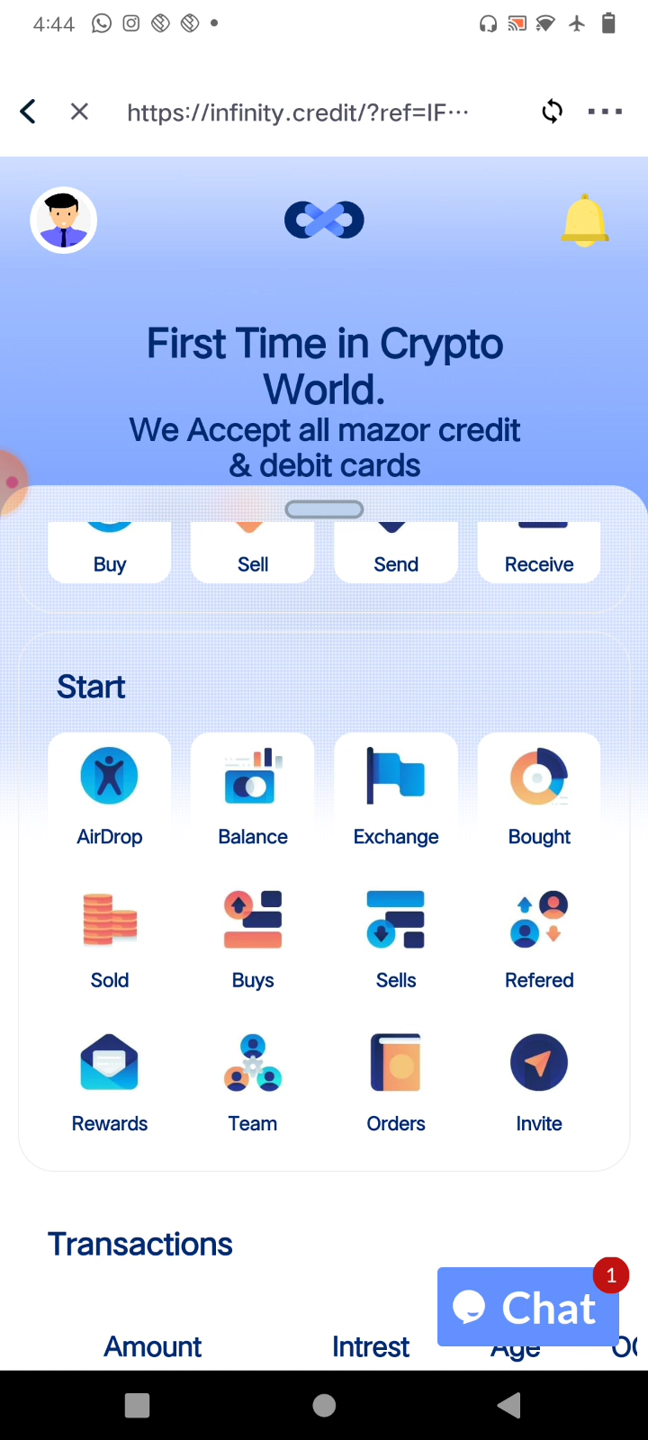 4:44
https://infinity.credit/?ref=IF···
First Time in Crypto
World.
We Accept all mazor credit
& debit cards
Buy Sell Send Receive
Start
AirDrop Balance Exchange Bought
Sold Buys Sells Refered
Rewards Team Orders Invite
Transactions
1
Chat
Amount Intrest Age